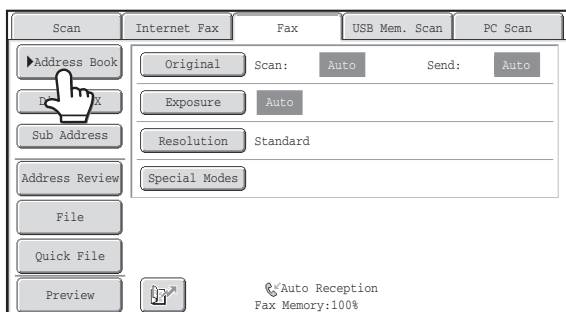 Scan Internet Fax Fax USB Mem. Scan PC Scan
Address Book
Original Scan: Auto Send: Auto
Exposure Auto
Sub Address
Resolution Standard
Address Review
Special Modes
File
Quick File
Preview
Auto Reception
Fax Memory:100%